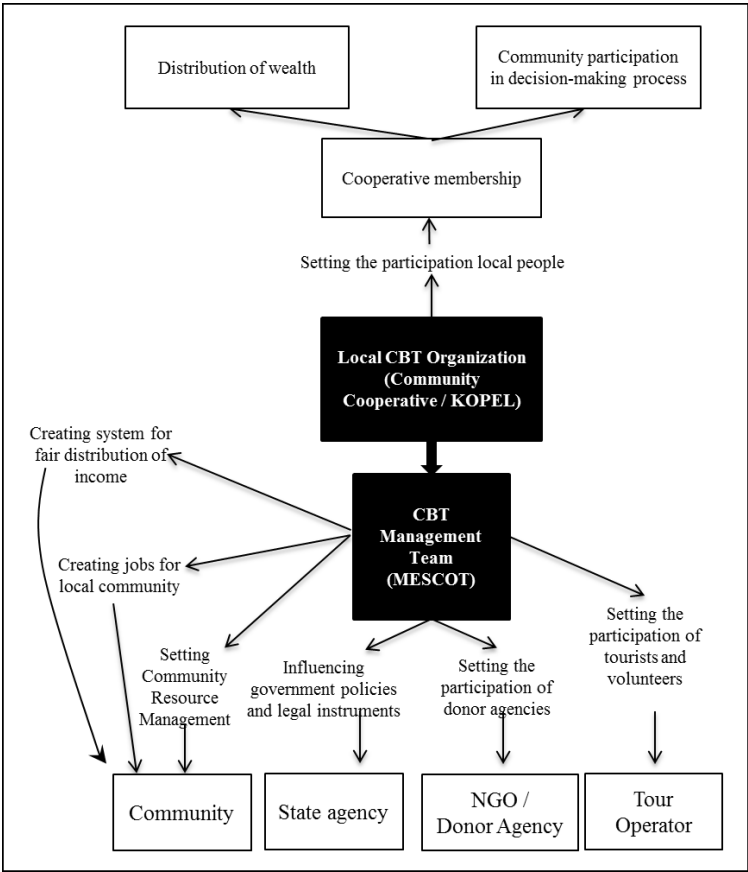 Distribution of wealth
Community participation
in decision-making process
Cooperative membership
Setting the participation local people
Local CBT Organization
(Community
Cooperative / KOPEL)
Creating system for
fair distribution of
income
CBT
Management
Team
(MESCOT)
Creating jobs for
local community
Setting
Community
Resource
Management
Influencing
government policies
and legal instruments
Setting the
participation of
donor agencies
Setting the
participation of
tourists and
volunteers
Community
State agency
NGO /
Donor Agency
Tour
Operator